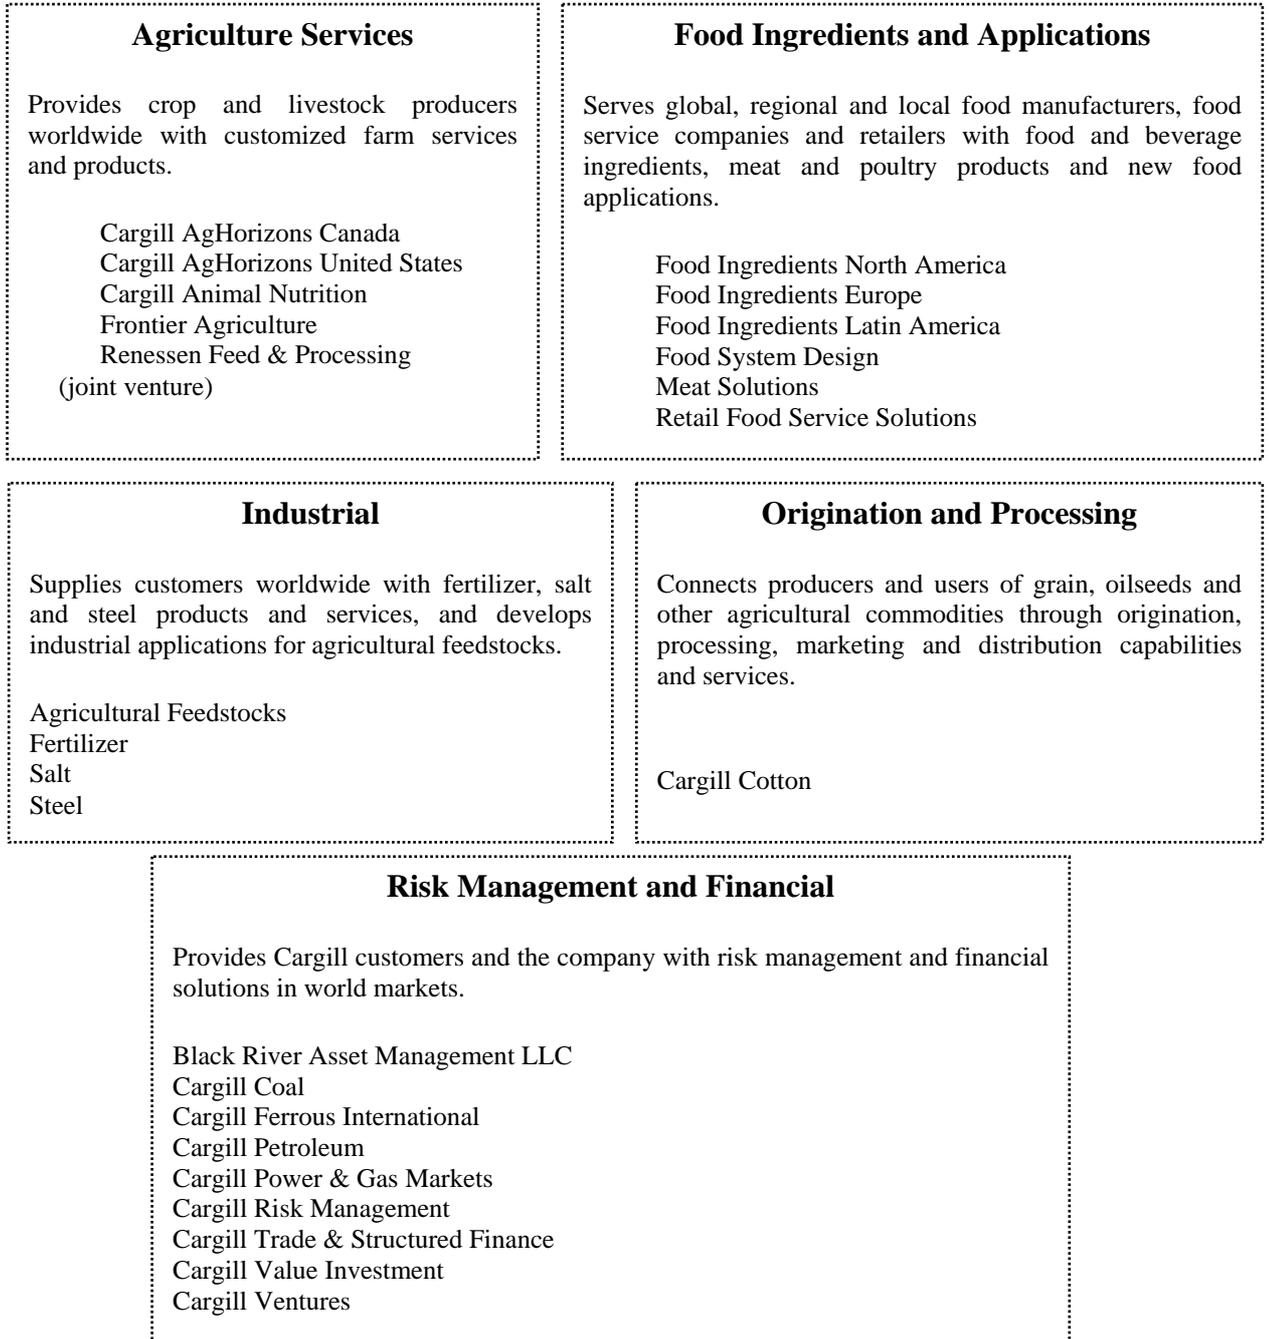 Agriculture Services
Provides crop and livestock producers
worldwide with customized farm services
and products.
Cargill AgHorizons Canada
Cargill AgHorizons United States
Cargill Animal Nutrition
Frontier Agriculture
Renessen Feed & Processing
(joint venture)
Food Ingredients and Applications
Serves global, regional and local food manufacturers, food
service companies and retailers with food and beverage
ingredients, meat and poultry products and new food
applications.
Food Ingredients North America
Food Ingredients Europe
Food Ingredients Latin America
Food System Design
Meat Solutions
Retail Food Service Solutions
Industrial
Supplies customers worldwide with fertilizer, salt
and steel products and services, and develops
industrial applications for agricultural feedstocks.
Agricultural Feedstocks
Fertilizer
Salt
Steel
Origination and Processing
Connects producers and users of grain, oilseeds and
other agricultural commodities through origination,
processing, marketing and distribution capabilities
and services.
Cargill Cotton
Risk Management and Financial
Provides Cargill customers and the company with risk management and financial
solutions in world markets.
Black River Asset Management LLC
Cargill Coal
Cargill Ferrous International
Cargill Petroleum
Cargill Power & Gas Markets
Cargill Risk Management
Cargill Trade & Structured Finance
Cargill Value Investment
Cargill Ventures